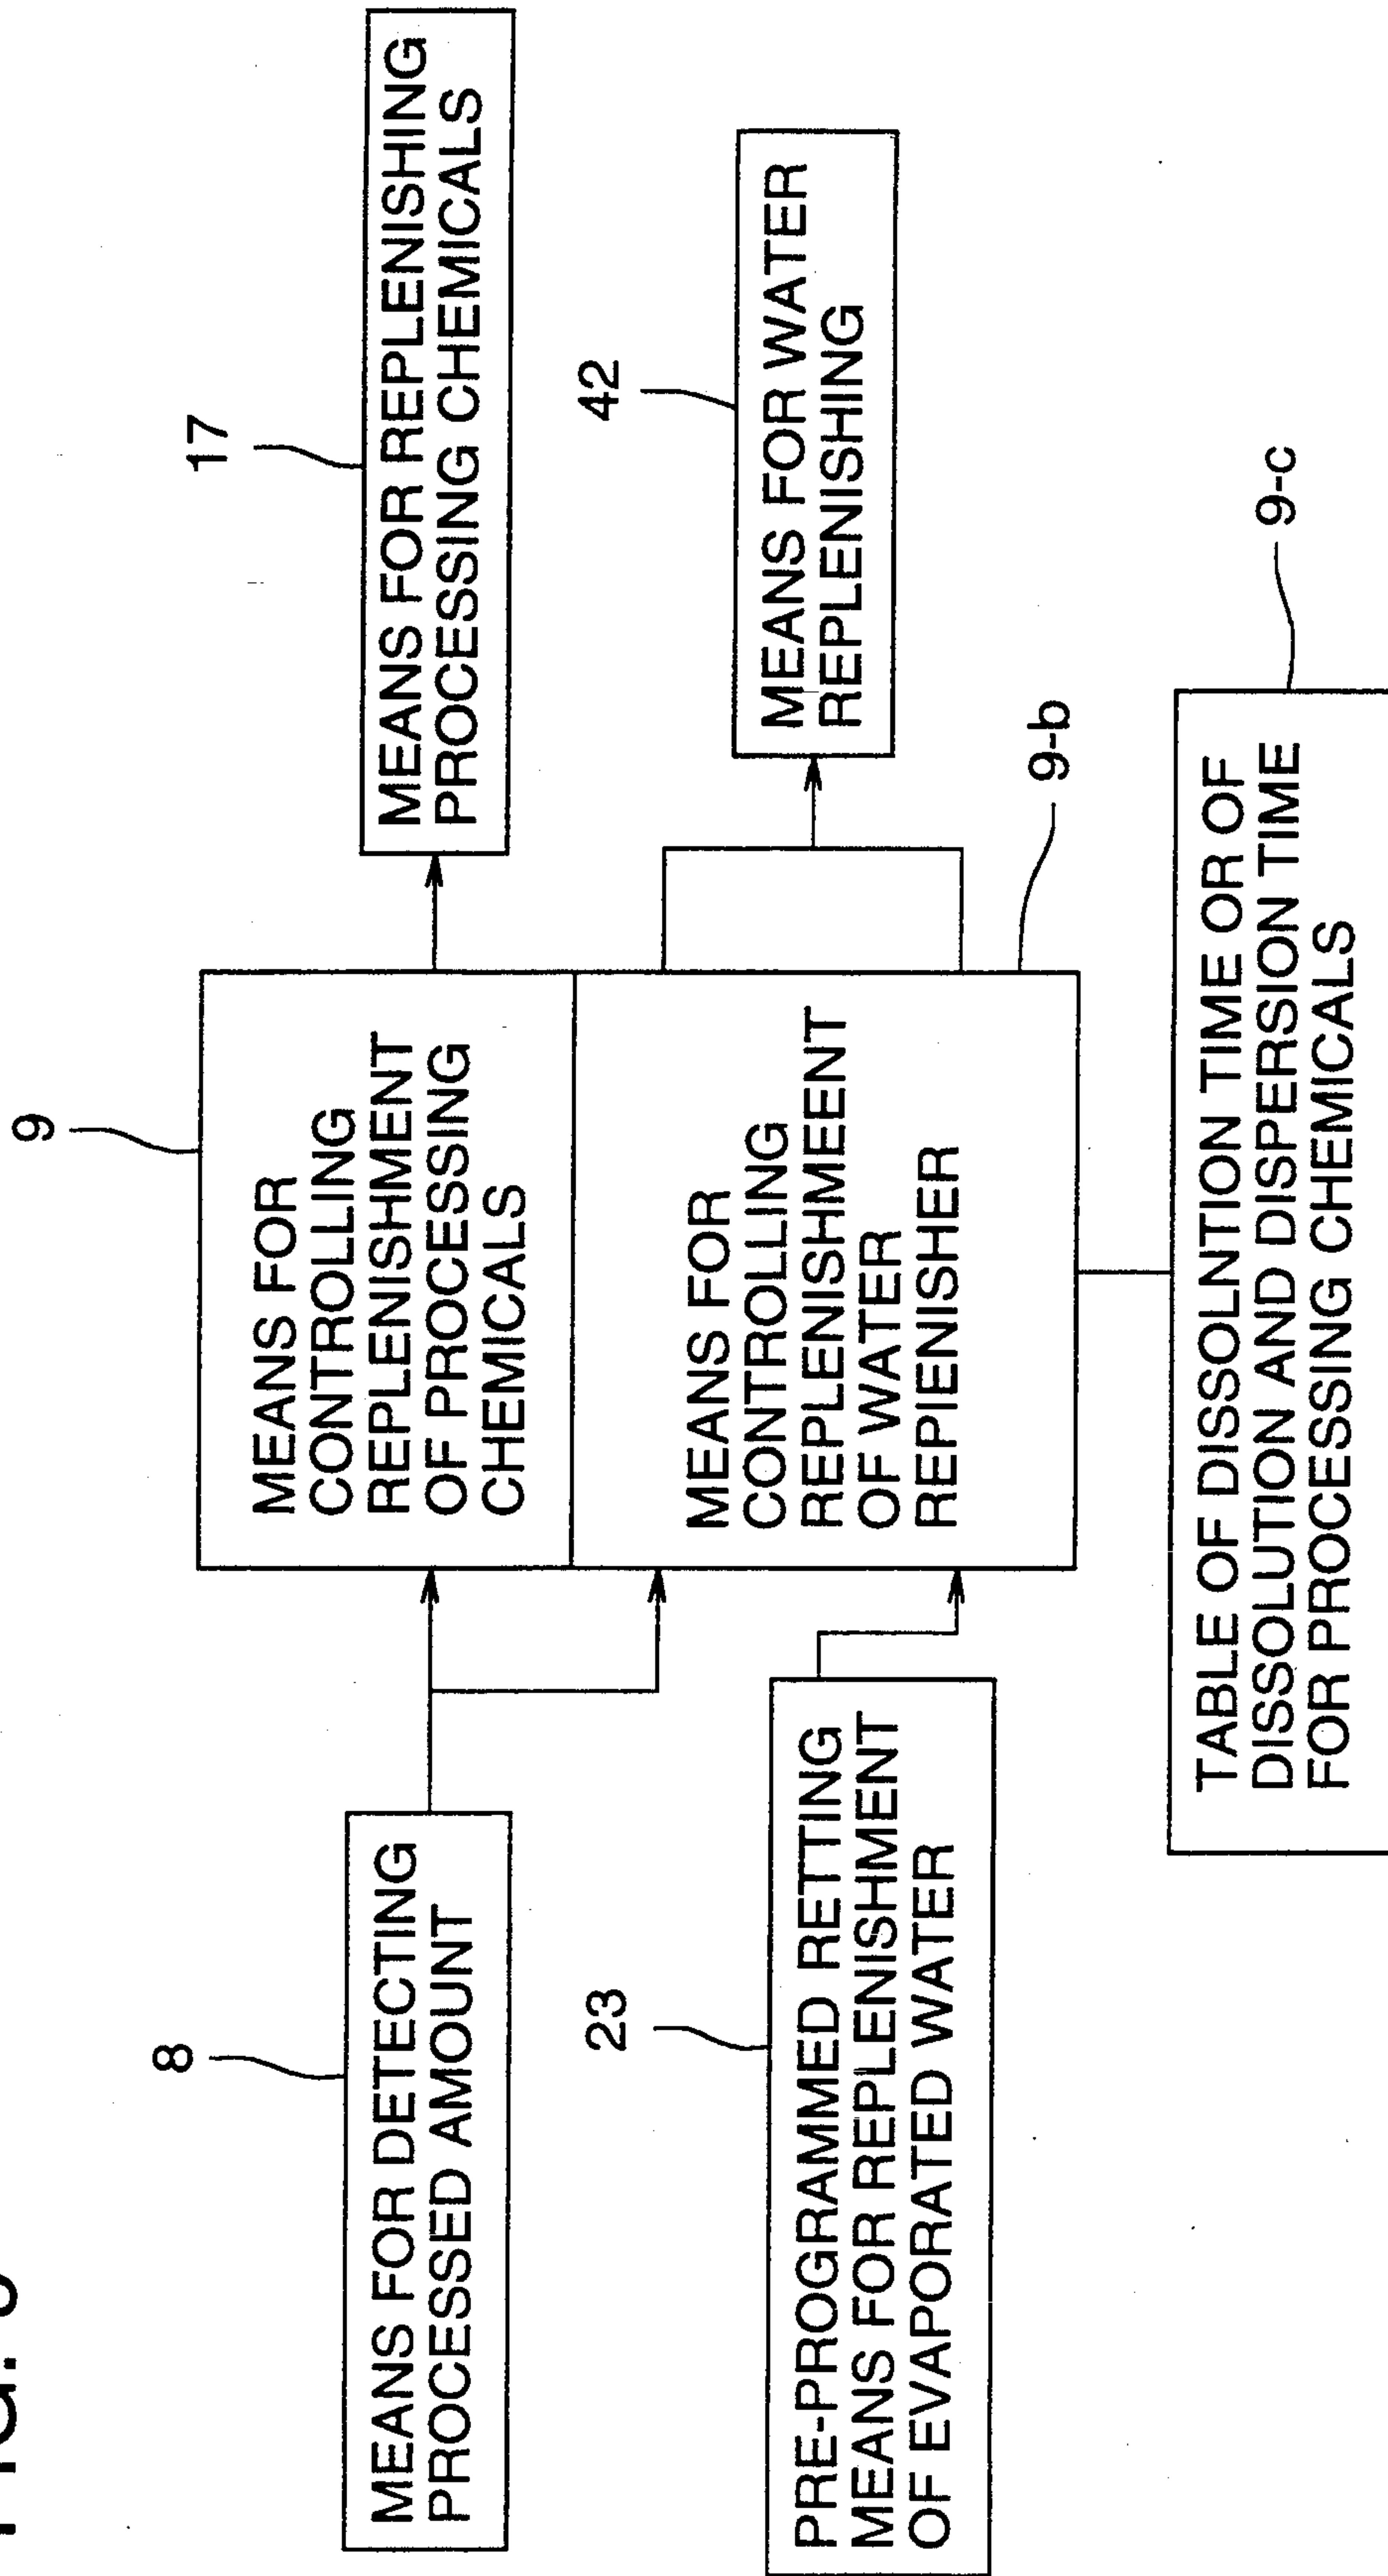 8
MEANS FOR DETECTING
PROCESSED AMOUNT
23
PRE-PROGRAMMED RETTING
MEANS FOR REPLENISHMENT
OF EVAPORATED WATER
9
MEANS FOR
CONTROLLING
REPLENISHMENT
OF PROCESSING
CHEMICALS
MEANS FOR
CONTROLLING
REPLENISHMEENT
OF WATER
REPIENISHER
9-b
17
MEANS FOR REPLENISHING
PROCESSING CHEMICALS
42
MEANS FOR WATER
REPLENISHING
9-c
TABLE OF DISSOLNTION TIME OR OF
DISSOLUTION AND DISPERSION TIME
FOR PROCESSING CHEMICALS